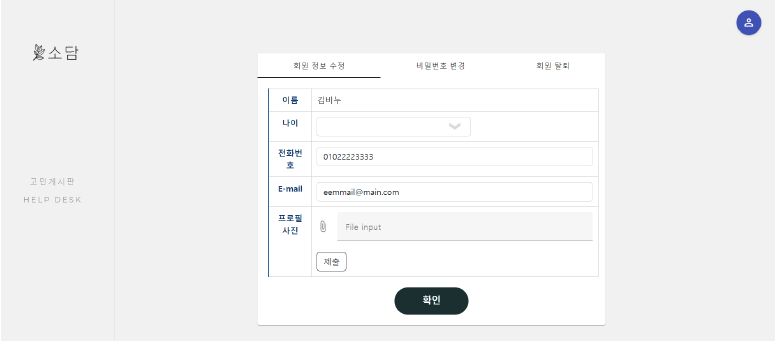 소담
고민게시판
HELP DESK
회원 정보 수정
비밀번호 변경
회원 탈퇴
이름
김비누
나이
전화번
호
01022223333
E-mail
eemmail@main.com
프로필
사진
File input
제출
확인